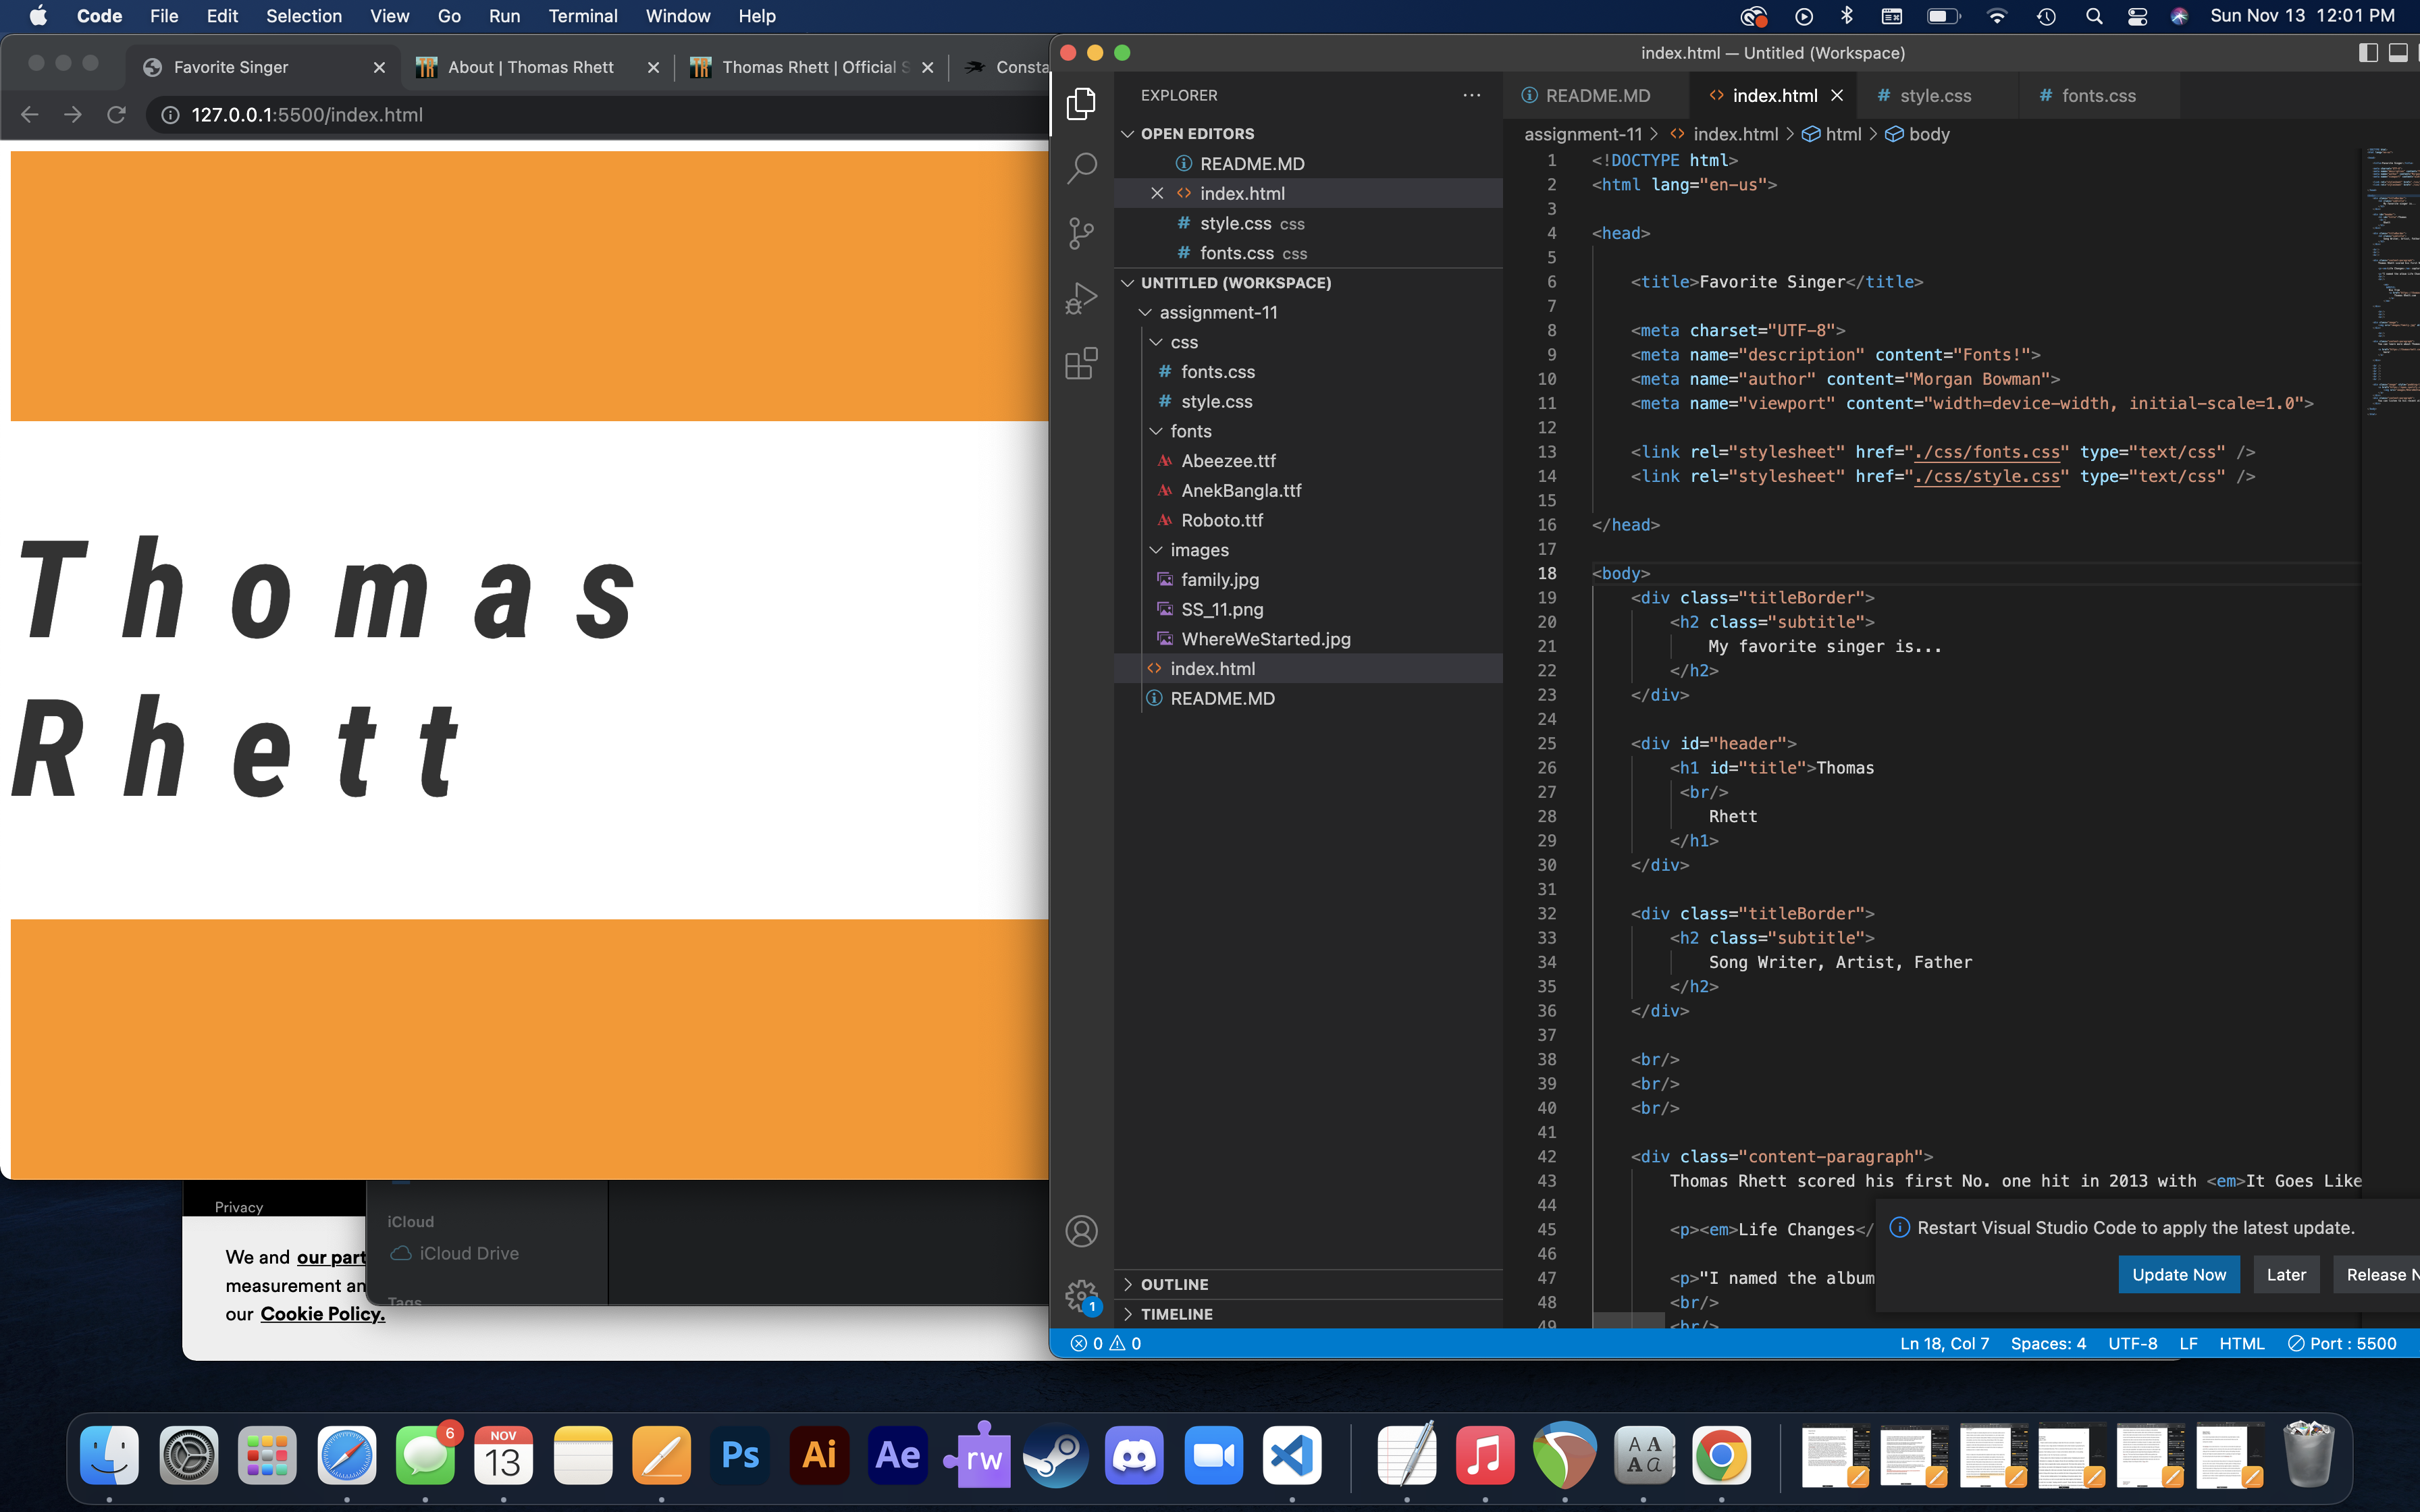 Code File Edit Selection View Go Run Terminal Window Help
Sun Nov 13 12:01 PM
Favorite Singer
About | Thomas Rhett
Thomas Rhett | Official S
Consta
127.0.0.1:5500/index.html
Thomas
Rhett
Privacy
We and our part
measurement an
our Cookie Policy.
iCloud
iCloud Drive
Tags
index.html — Untitled (Workspace)
EXPLORER
OPEN EDITORS
README.MD
index.html
style.css css
fonts.css css
UNTITLED (WORKSPACE)
assignment-11
css
fonts.css
style.css
fonts
Abeezee.ttf
AnekBangla.ttf
Roboto.ttf
images
family.jpg
SS_11.png
WhereWeStarted.jpg
index.html
README.MD
OUTLINE
TIMELINE
1
README.MD index.html # style.css # fonts.css
assignment-11 > index.html > html > body
1 <!DOCTYPE html>
2 <html lang="en-us">
3
4 <head>
5
6 <title>Favorite Singer</title>
7
8 <meta charset="UTF-8">
9 <meta name="description" content="Fonts!">
10 <meta name="author" content="Morgan Bowman">
11 <meta name="viewport" content="width=device-width, initial-scale=1.0">
12
13 <link rel="stylesheet" href="./css/fonts.css" type="text/css" />
14 <link rel="stylesheet" href="./css/style.css" type="text/css" />
15
16 </head>
17
18 <body>
19 <div class="titleBorder">
20 <h2 class="subtitle">
21 My favorite singer is...
22 </h2>
23 </div>
24
25 <div id="header">
26 <h1 id="title">Thomas
27 <br/>
28 Rhett
29 </h1>
30 </div>
31
32 <div class="titleBorder">
33 <h2 class="subtitle">
34 Song Writer, Artist, Father
35 </h2>
36 </div>
37
38 <br/>
39 <br/>
40 <br/>
41
42 <div class="content-paragraph">
43 Thomas Rhett scored his first No. one hit in 2013 with <em>It Goes Like
44
45 <p><em>Life Changes</
46
47 <p>"I named the album
48 <br/>
49 <br/>
Restart Visual Studio Code to apply the latest update.
Update Now Later Release N
0 0
Ln 18, Col 7 Spaces: 4 UTF-8 LF HTML Port : 5500
6
NOV
13
Ps
Ai
Ae
rw